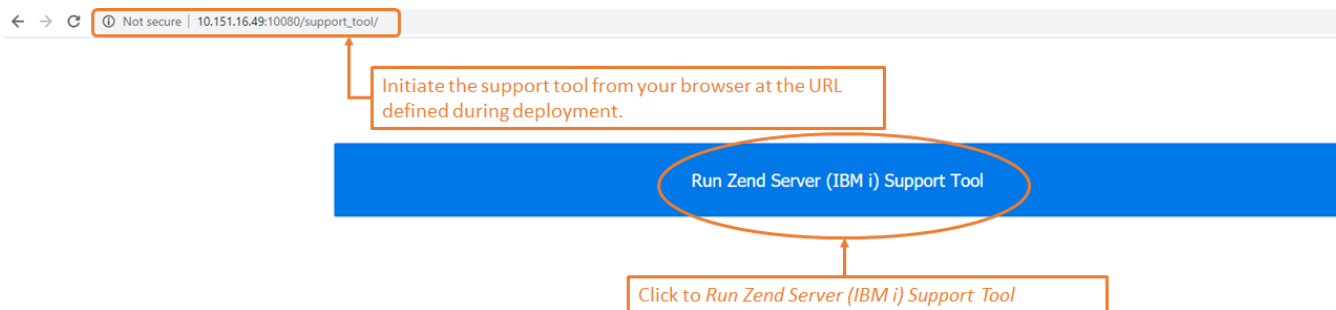 Not secure | 10.151.16.49:10080/support_tool/
Initiate the support tool from your browser at the URL
defined during deployment.
Run Zend Server (IBM i) Support Tool
Click to Run Zend Server (IBM i) Support Tool